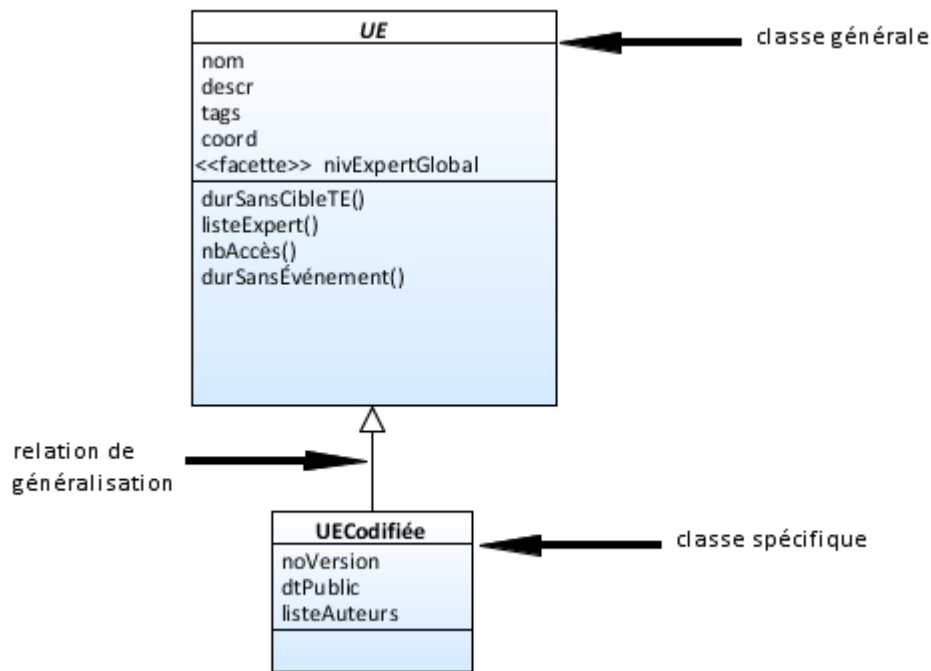 UE
classe générale
nom
descr
tags
coord
<<facette>> nivExpertGlobal
durSansCibleTE()
listeExpert()
nbAccès()
durSansÉvénement()
relation de
généralisation
UECodifiée
classe spécifique
noVersion
dtPublic
listeAuteurs